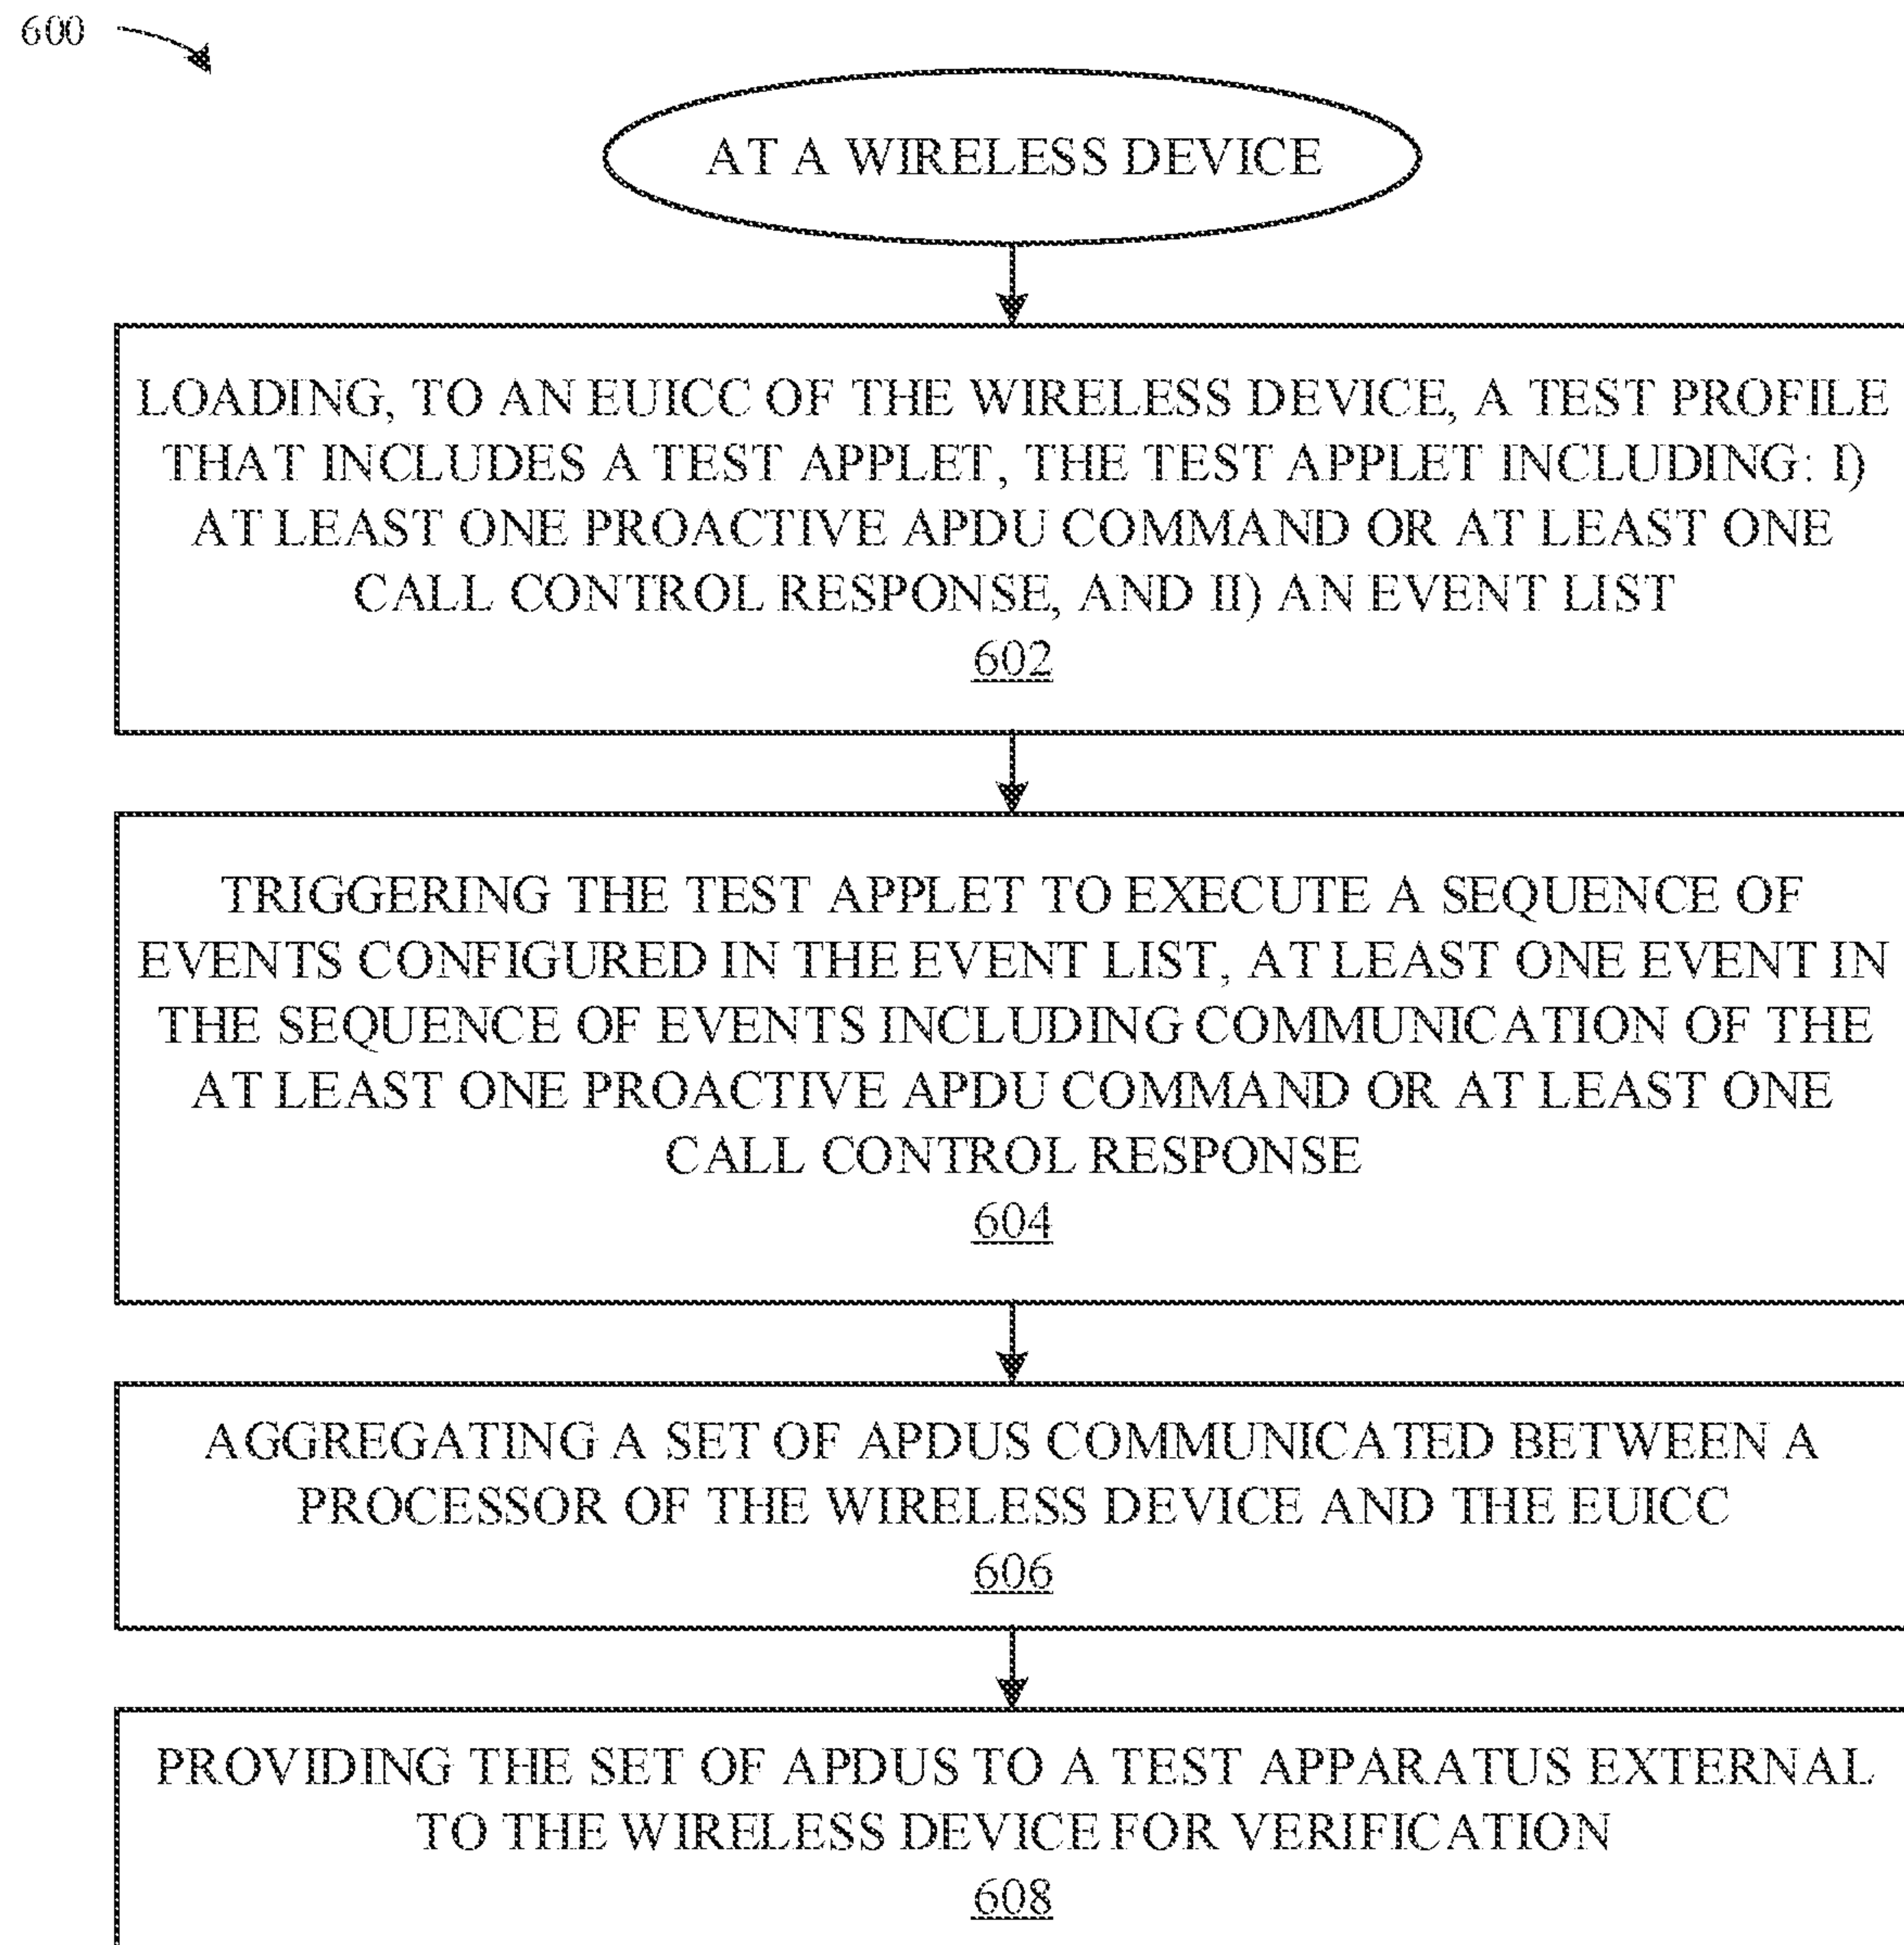 600
AT A WIRELESS DEVICE
LOADING, TO AN EUICC OF THE WIRELESS DEVICE, A TEST PROFILE
THAT INCLUDES A TEST APPLET, THE TEST APPLET INCLUDING: I)
AT LEAST ONE PROACTIVE APDU COMMAND OR AT LEAST ONE
CALL CONTROL RESPONSE, AND II) AN EVENT LIST
602
TRIGGERING THE TEST APPLET TO EXECUTE A SEQUENCE OF
EVENTS CONFIGURED IN THE EVENT LIST, AT LEAST ONE EVENT IN
THE SEQUENCE OF EVENTS INCLUDING COMMUNICATION OF THE
AT LEAST ONE PROACTIVE APDU COMMAND OR AT LEAST ONE
CALL CONTROL RESPONSE
604
AGGREGATING A SET OF APDUS COMMUNICATED BETWEEN A
PROCESSOR OF THE WIRELESS DEVICE AND THE EUICC
606
PROVIDING THE SET OF APDUS TO A TEST APPARATUS EXTERNAL
TO THE WIRELESS DEVICE FOR VERIFICATION
608